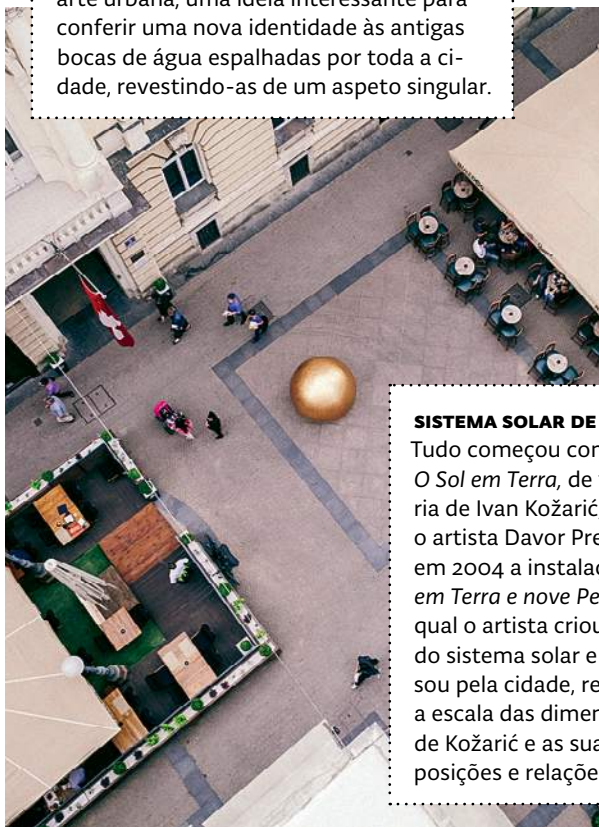 arte urbana, uma ideia interessante para
conferir uma nova identidade às antigas
bocas de água espalhadas por toda a ci-
dade, revestindo-as de um aspeto singular.
SISTEMA SOLAR DE
Tudo começou con
O Sol em Terra, de
ria de Ivan Kožarić
o artista Davor Pre
em 2004 a instalaç
em Terra e nove Pe
qual o artista criou
do sistema solar e
sou pela cidade, re
a escala das dimen
de Kožarić e as sua
posições e relaçõe